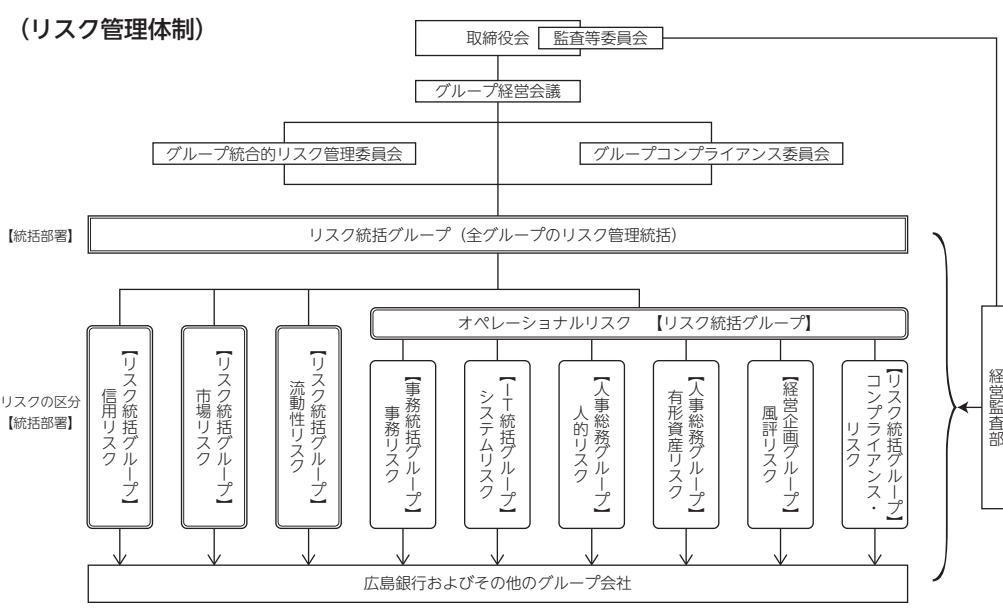 （リスク管理体制）
取締役会
監査等委員会
グループ経営会議
グループ統合的リスク管理委員会
グループコンプライアンス委員会
【統括部署】
リスク統括グループ（全グループのリスク管理統括）
オペレーショナルリスク　【リスク統括グループ】
リスクの区分
【統括部署】
信用リスク
【リスク統括グループ】
市場リスク
【リスク統括グループ】
流動性リスク
【リスク統括グループ】
事務リスク
【事務統括グループ】
システムリスク
【IT統括グループ】
人的リスク
【人事総務グループ】
有形資産リスク
【人事総務グループ】
風評リスク
【経営企画グループ】
コンプライアンス・
リスク
【リスク統括グループ】
経営監査部
広島銀行およびその他のグループ会社